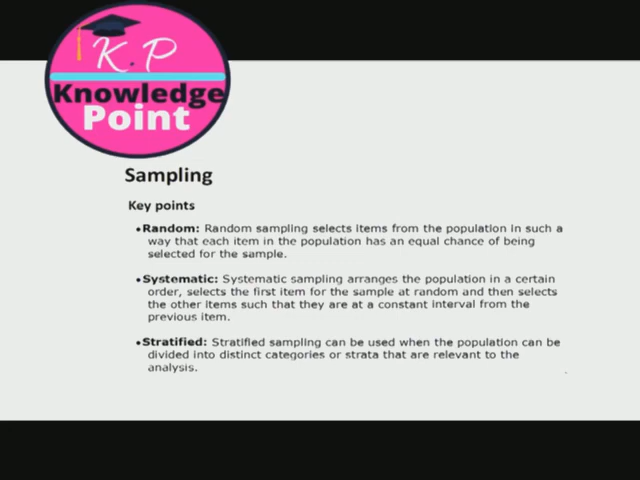 K.P
Knowledge
Point
Sampling
Key points
•Random: Random sampling selects items from the population in such a
way that each item in the population has an equal chance of being
selected for the sample.
•Systematic: Systematic sampling arranges the population in a certain
order, selects the first item for the sample at random and then selects
the other items such that they are at a constant interval from the
previous item.
•Stratified: Stratified sampling can be used when the population can be
divided into distinct categories or strata that are relevant to the
analysis.